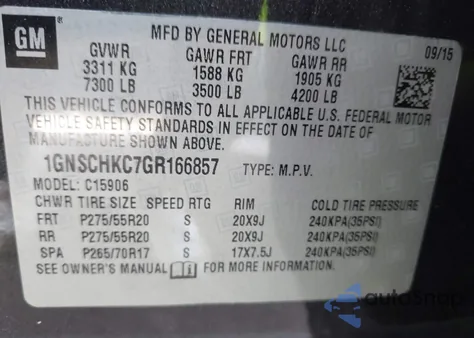 GM
MFD BY GENERAL MOTORS LLC
09/15
GVWR GAWR FRT GAWR RR
3311 KG 1588 KG 1905 KG
7300 LB 3500 LB 4200 LB
THIS VEHICLE CONFORMS TO ALL APPLICABLE U.S. FEDERAL MOTOR
VEHICLE SAFETY STANDARDS IN EFFECT ON THE DATE OF
MANUFACTURE SHOWN ABOVE.
1GNSCHKC7GR166857 TYPE: M.P.V.
MODEL: C15906
CHWR TIRE SIZE SPEED RTG RIM COLD TIRE PRESSURE
FRT P275/55R20 S 20X9J 240KPA(35PSI)
RR P275/55R20 S 20X9J 240KPA(35PSI)
SPA P265/70R17 S 17X7.5J 240KPA(35PSI)
SEE OWNER'S MANUAL FOR MORE INFORMATION.
autoSnap